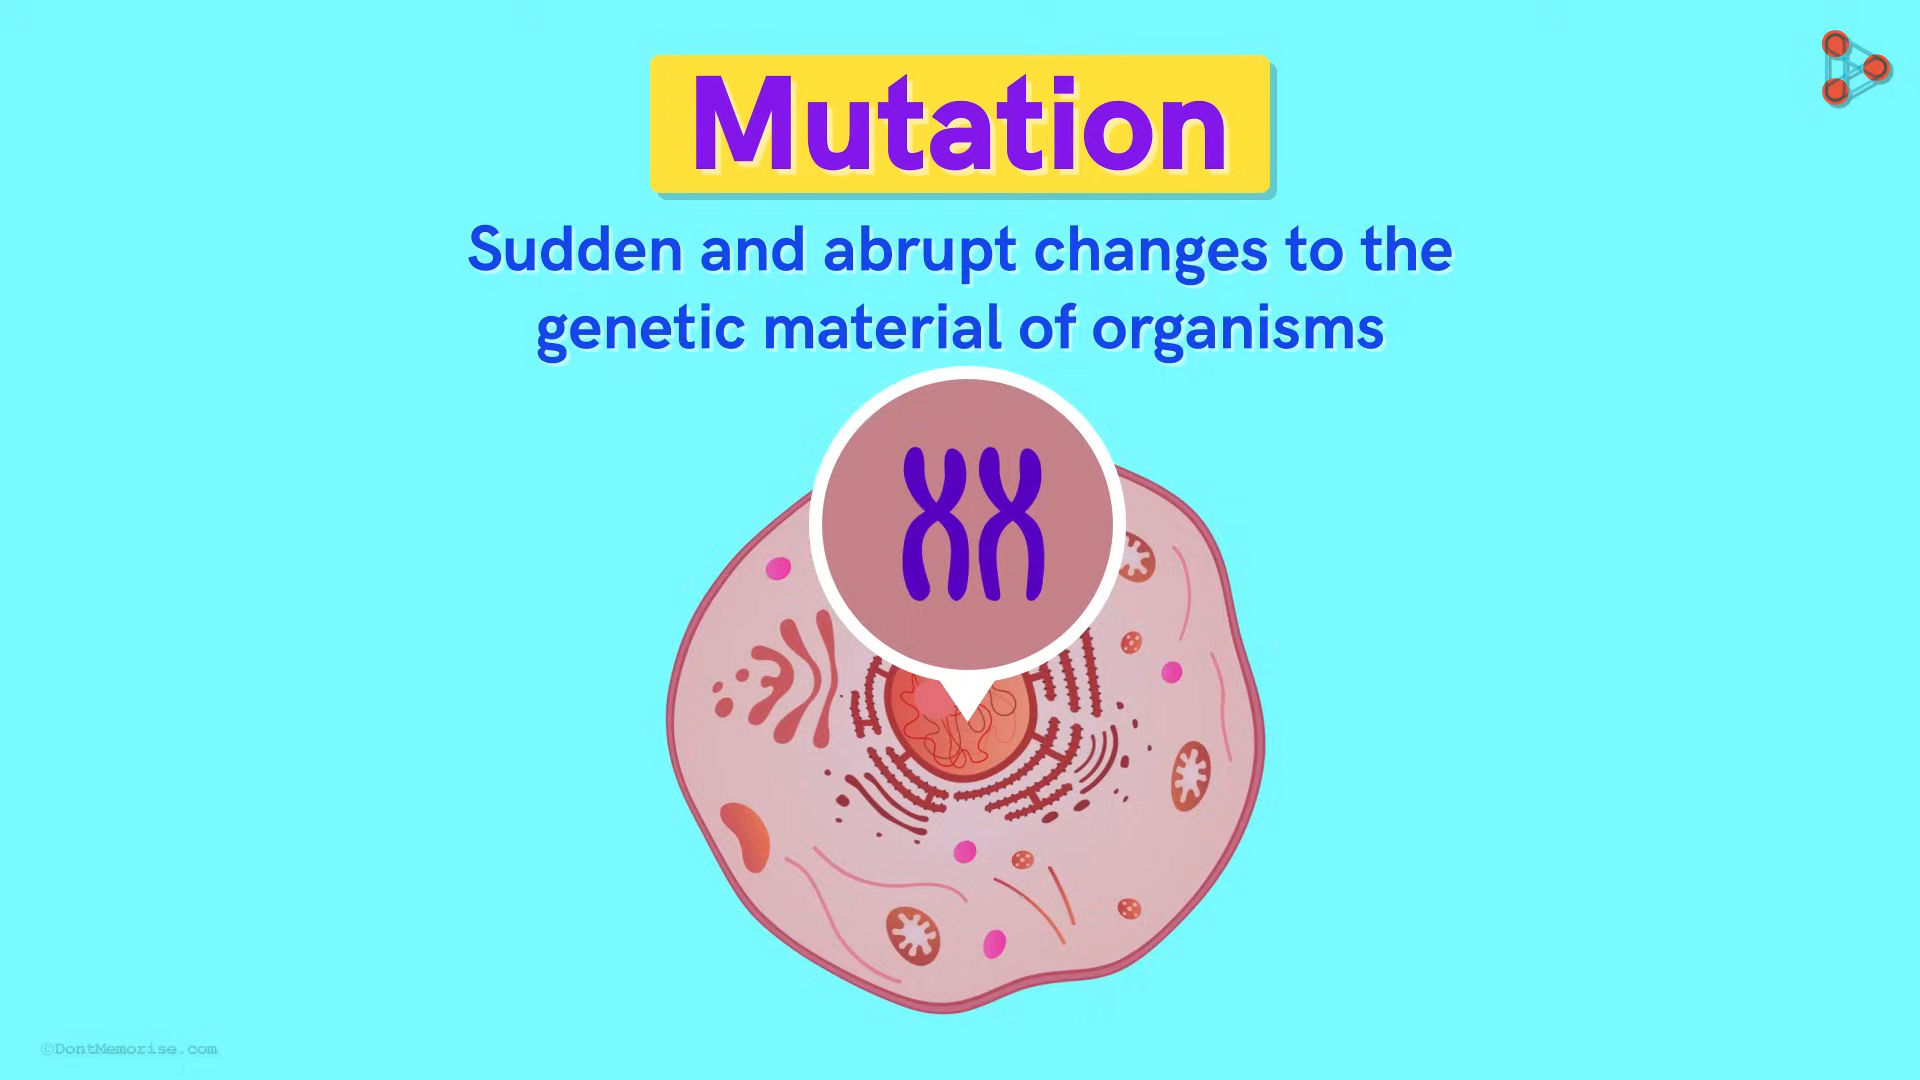 Mutation
Sudden and abrupt changes to the
genetic material of organisms
©DontMemorise.com